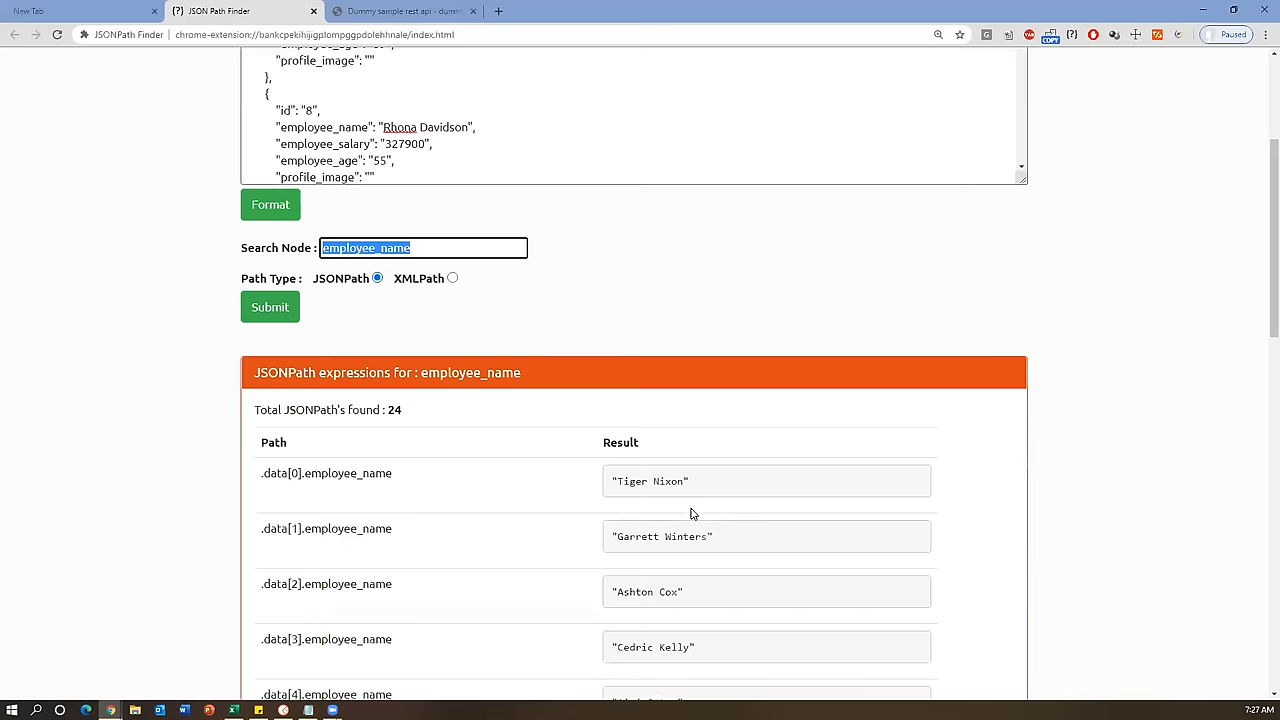 New Tab
{?} JSON Path Finder
Dummy sample rest api - dumm
JSONPath Finder
chrome-extension://bankcpekihijigplompggpdolehhnale/index.html
Paused
"profile_image": ""
},
{
"id": "8",
"employee_name": "Rhona Davidson",
"employee_salary": "327900",
"employee_age": "55",
"profile_image": ""
Format
Search Node : employee_name
Path Type : JSONPath XMLPath
Submit
JSONPath expressions for : employee_name
Total JSONPath's found : 24
Path Result
.data[0].employee_name "Tiger Nixon"
.data[1].employee_name "Garrett Winters"
.data[2].employee_name "Ashton Cox"
.data[3].employee_name "Cedric Kelly"
.data[4].employee_name
7:27 AM